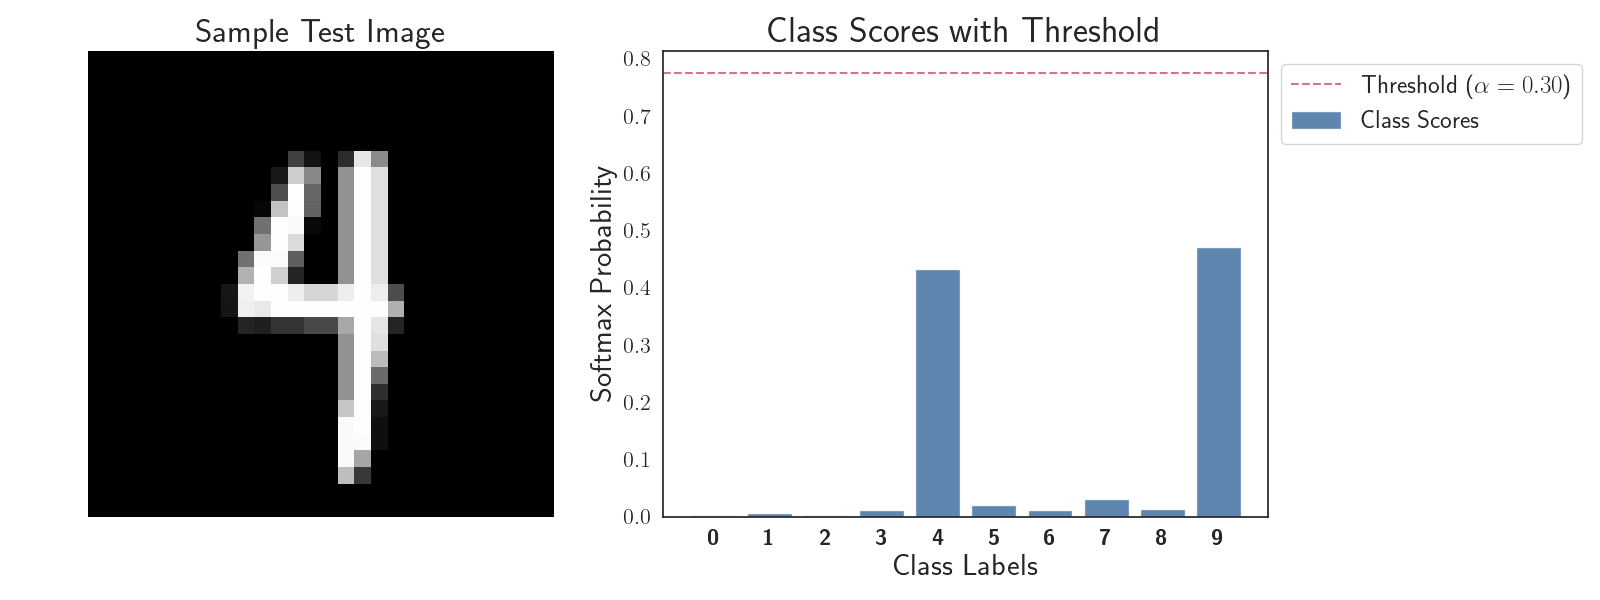 Sample Test Image
4
Class Scores with Threshold
Softmax Probability
0.8
0.7
0.6
0.5
0.4
0.3
0.2
0.1
0.0
0 1 2 3 4 5 6 7 8 9
Class Labels
Threshold (α = 0.30)
Class Scores